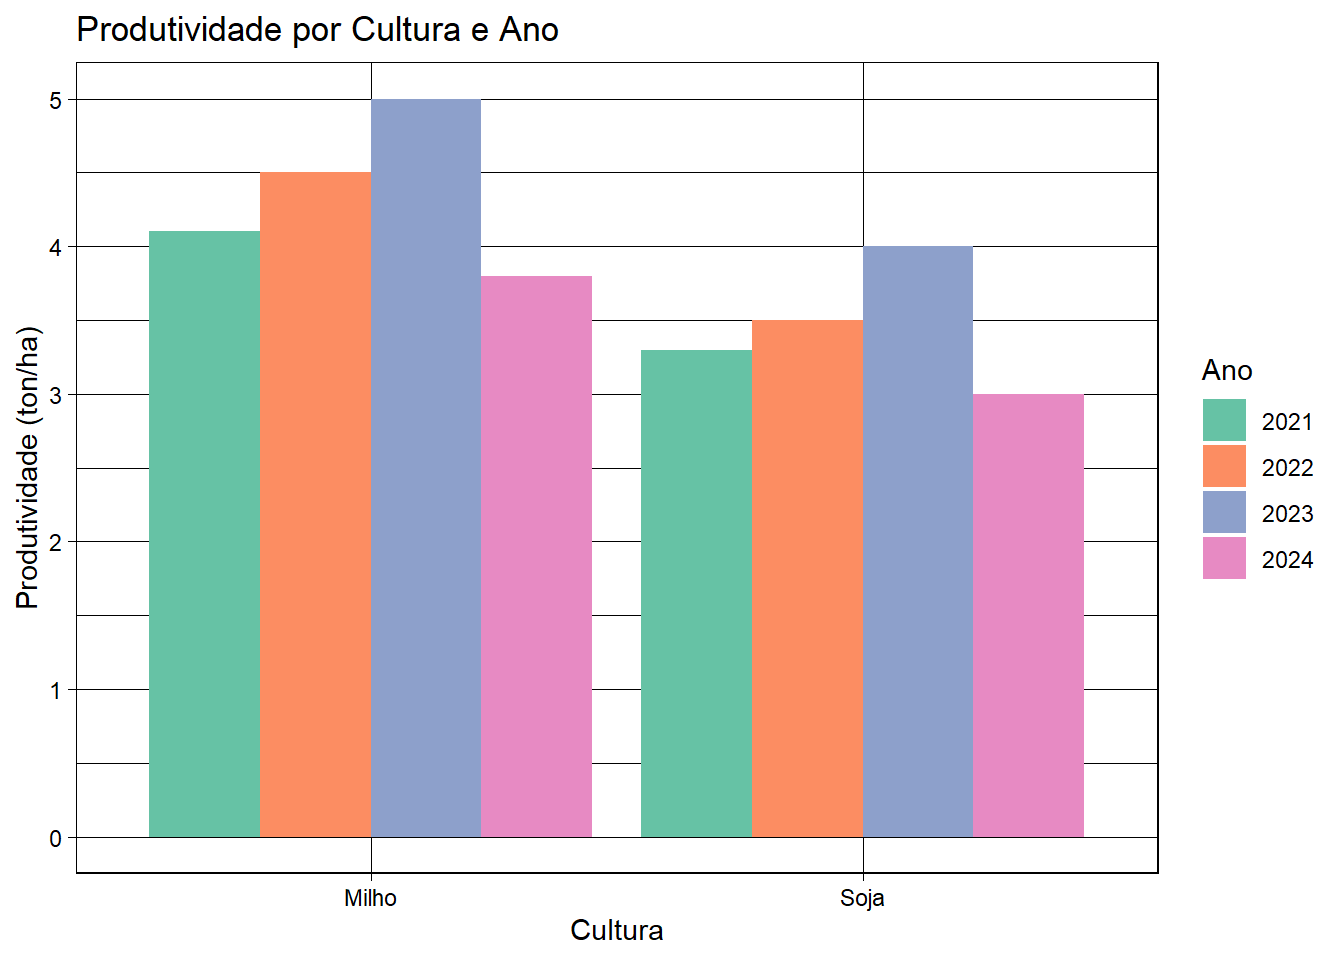 Produtividade por Cultura e Ano
Produtividade (ton/ha)
5
4
3
2
1
0
Milho
Soja
Cultura
Ano
2021
2022
2023
2024